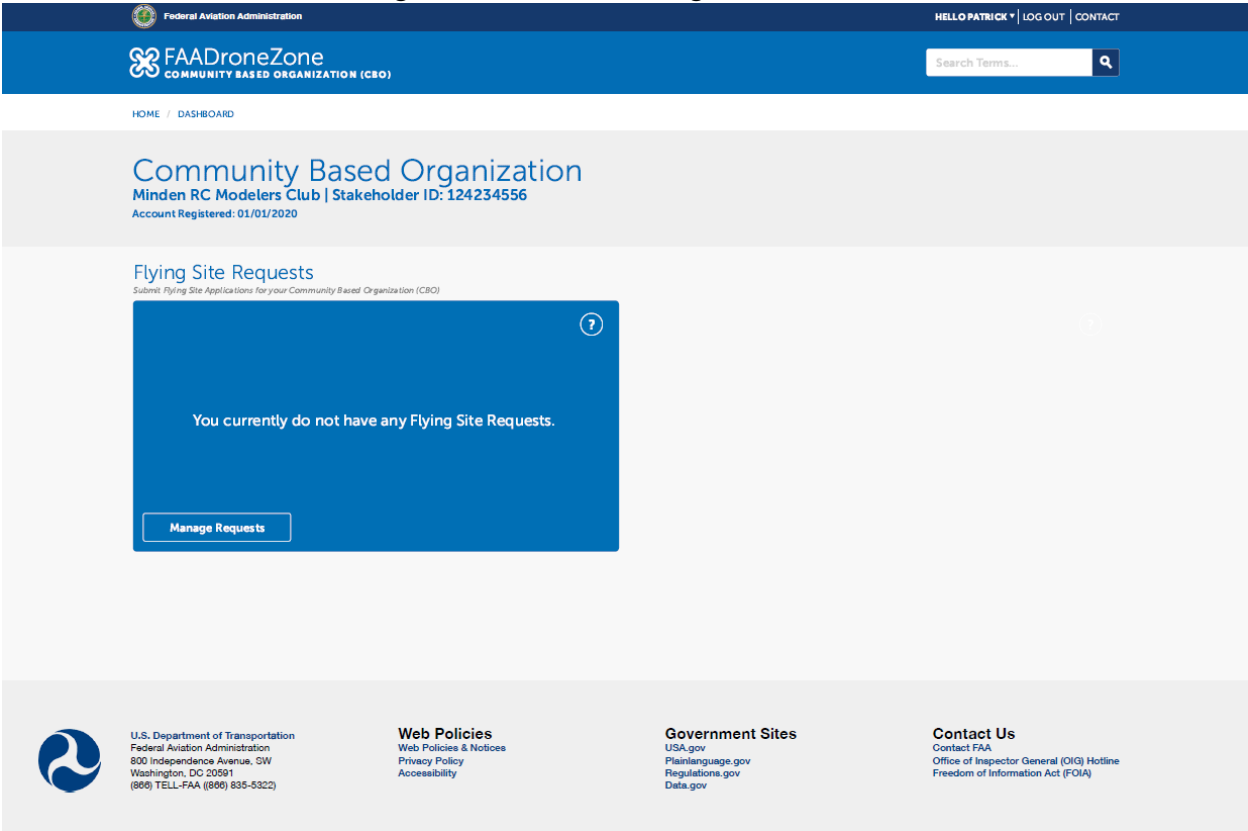 Federal Aviation Administration
HELLO PATRICK ▾ | LOG OUT | CONTACT
FAADroneZone
COMMUNITY BASED ORGANIZATION (CBO)
Search Terms...
HOME / DASHBOARD
Community Based Organization
Minden RC Modelers Club | Stakeholder ID: 124234556
Account Registered: 01/01/2020
Flying Site Requests
Submit Flying Site Applications for your Community Based Organization (CBO)
?
?
You currently do not have any Flying Site Requests.
Manage Requests
U.S. Department of Transportation
Federal Aviation Administration
800 Independence Avenue, SW
Washington, DC 20591
(866) TELL-FAA ((866) 835-5322)
Web Policies
Web Policies & Notices
Privacy Policy
Accessibility
Government Sites
USA.gov
Plainlanguage.gov
Regulations.gov
Data.gov
Contact Us
Contact FAA
Office of Inspector General (OIG) Hotline
Freedom of Information Act (FOIA)